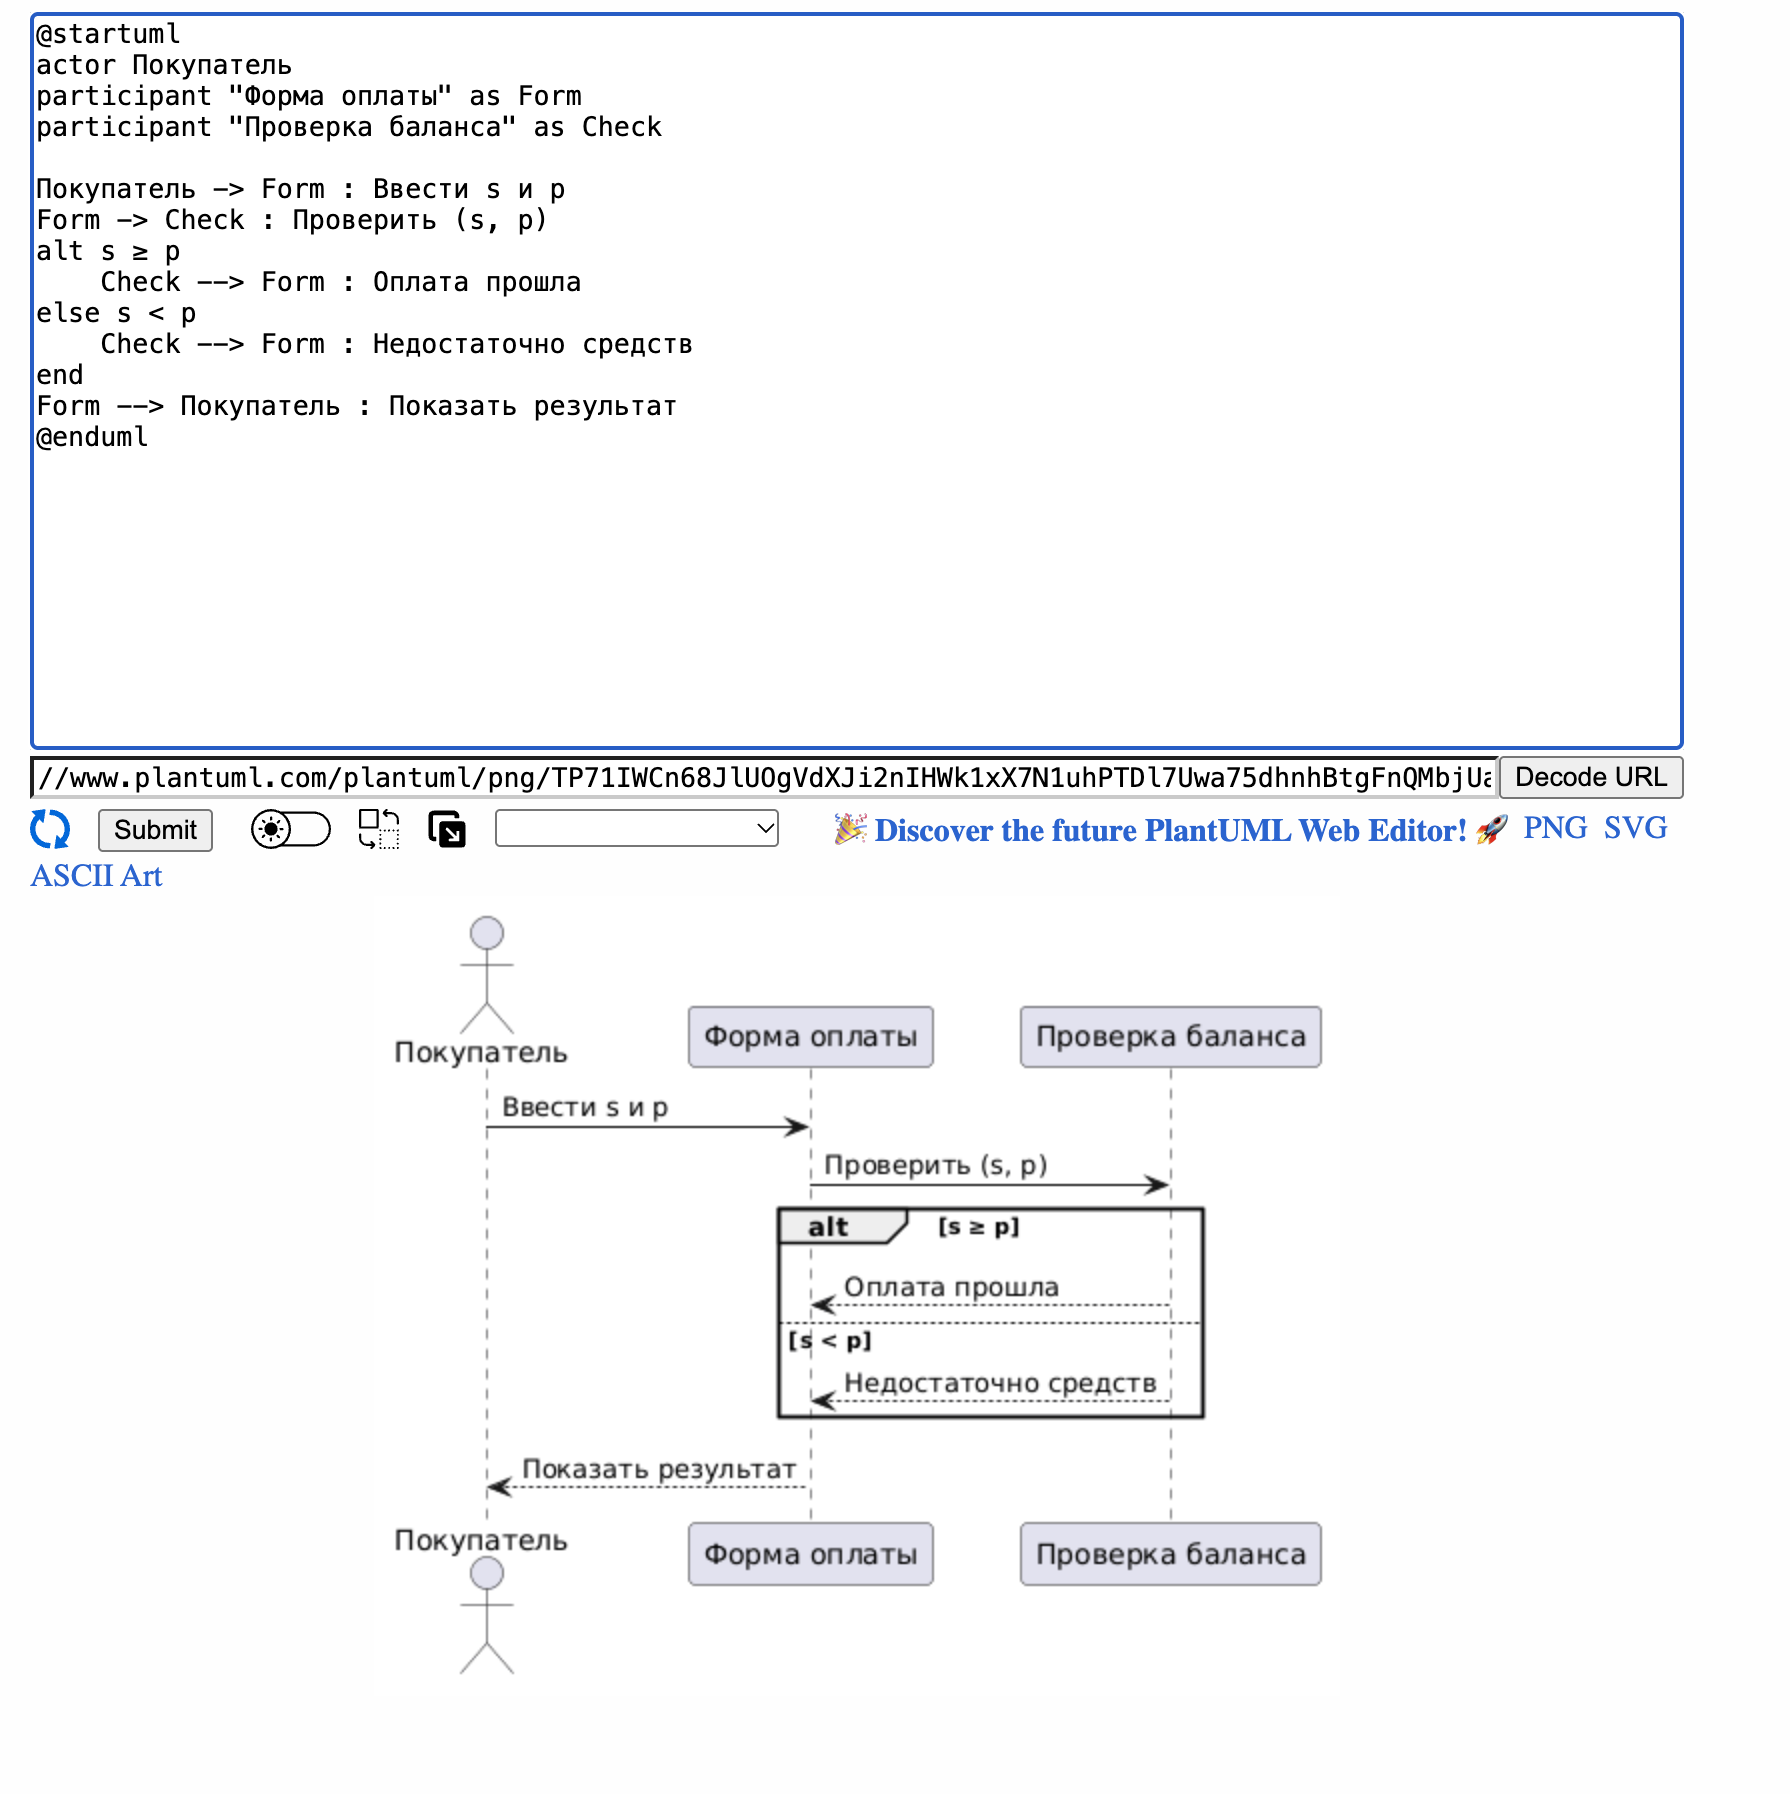 @startuml
actor Покупатель
participant "Форма оплаты" as Form
participant "Проверка баланса" as Check

Покупатель -> Form : Ввести s и p
Form -> Check : Проверить (s, p)
alt s ≥ p
    Check --> Form : Оплата прошла
else s < p
    Check --> Form : Недостаточно средств
end
Form --> Покупатель : Показать результат
@enduml
//www.plantuml.com/plantuml/png/TP71IWCn68JlUOgVdXJi2nIHWk1xX7N1uhPTDl7Uwa75dhnhBtgFnQMbjUa Decode URL
Submit 🎉 Discover the future PlantUML Web Editor! 🚀 PNG SVG
ASCII Art
Покупатель Форма оплаты Проверка баланса
Ввести s и p
Проверить (s, p)
alt [s ≥ p]
Оплата прошла
[s < p]
Недостаточно средств
Показать результат
Покупатель Форма оплаты Проверка баланса